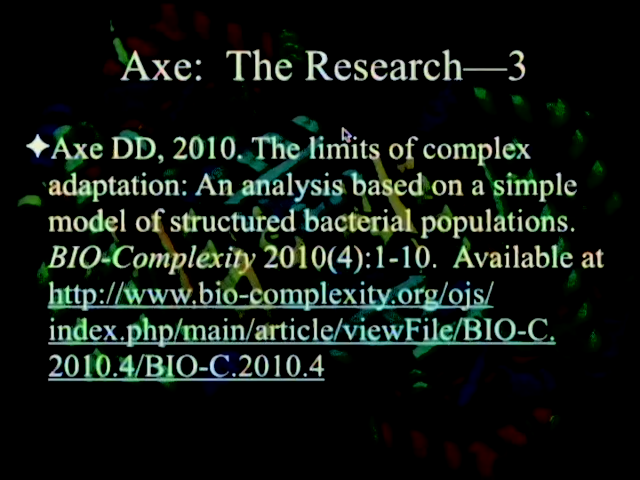 Axe:  The Research—3
✦Axe DD, 2010. The limits of complex
adaptation: An analysis based on a simple
model of structured bacterial populations.
BIO-Complexity 2010(4):1-10.  Available at
http://www.bio-complexity.org/ojs/
index.php/main/article/viewFile/BIO-C.
2010.4/BIO-C.2010.4